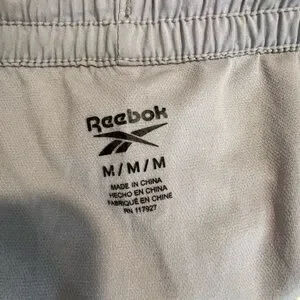 Reebok
M/M/M
MADE IN CHINA
HECHO EN CHINA
FABRIQUÉ EN CHINE
RN 117927